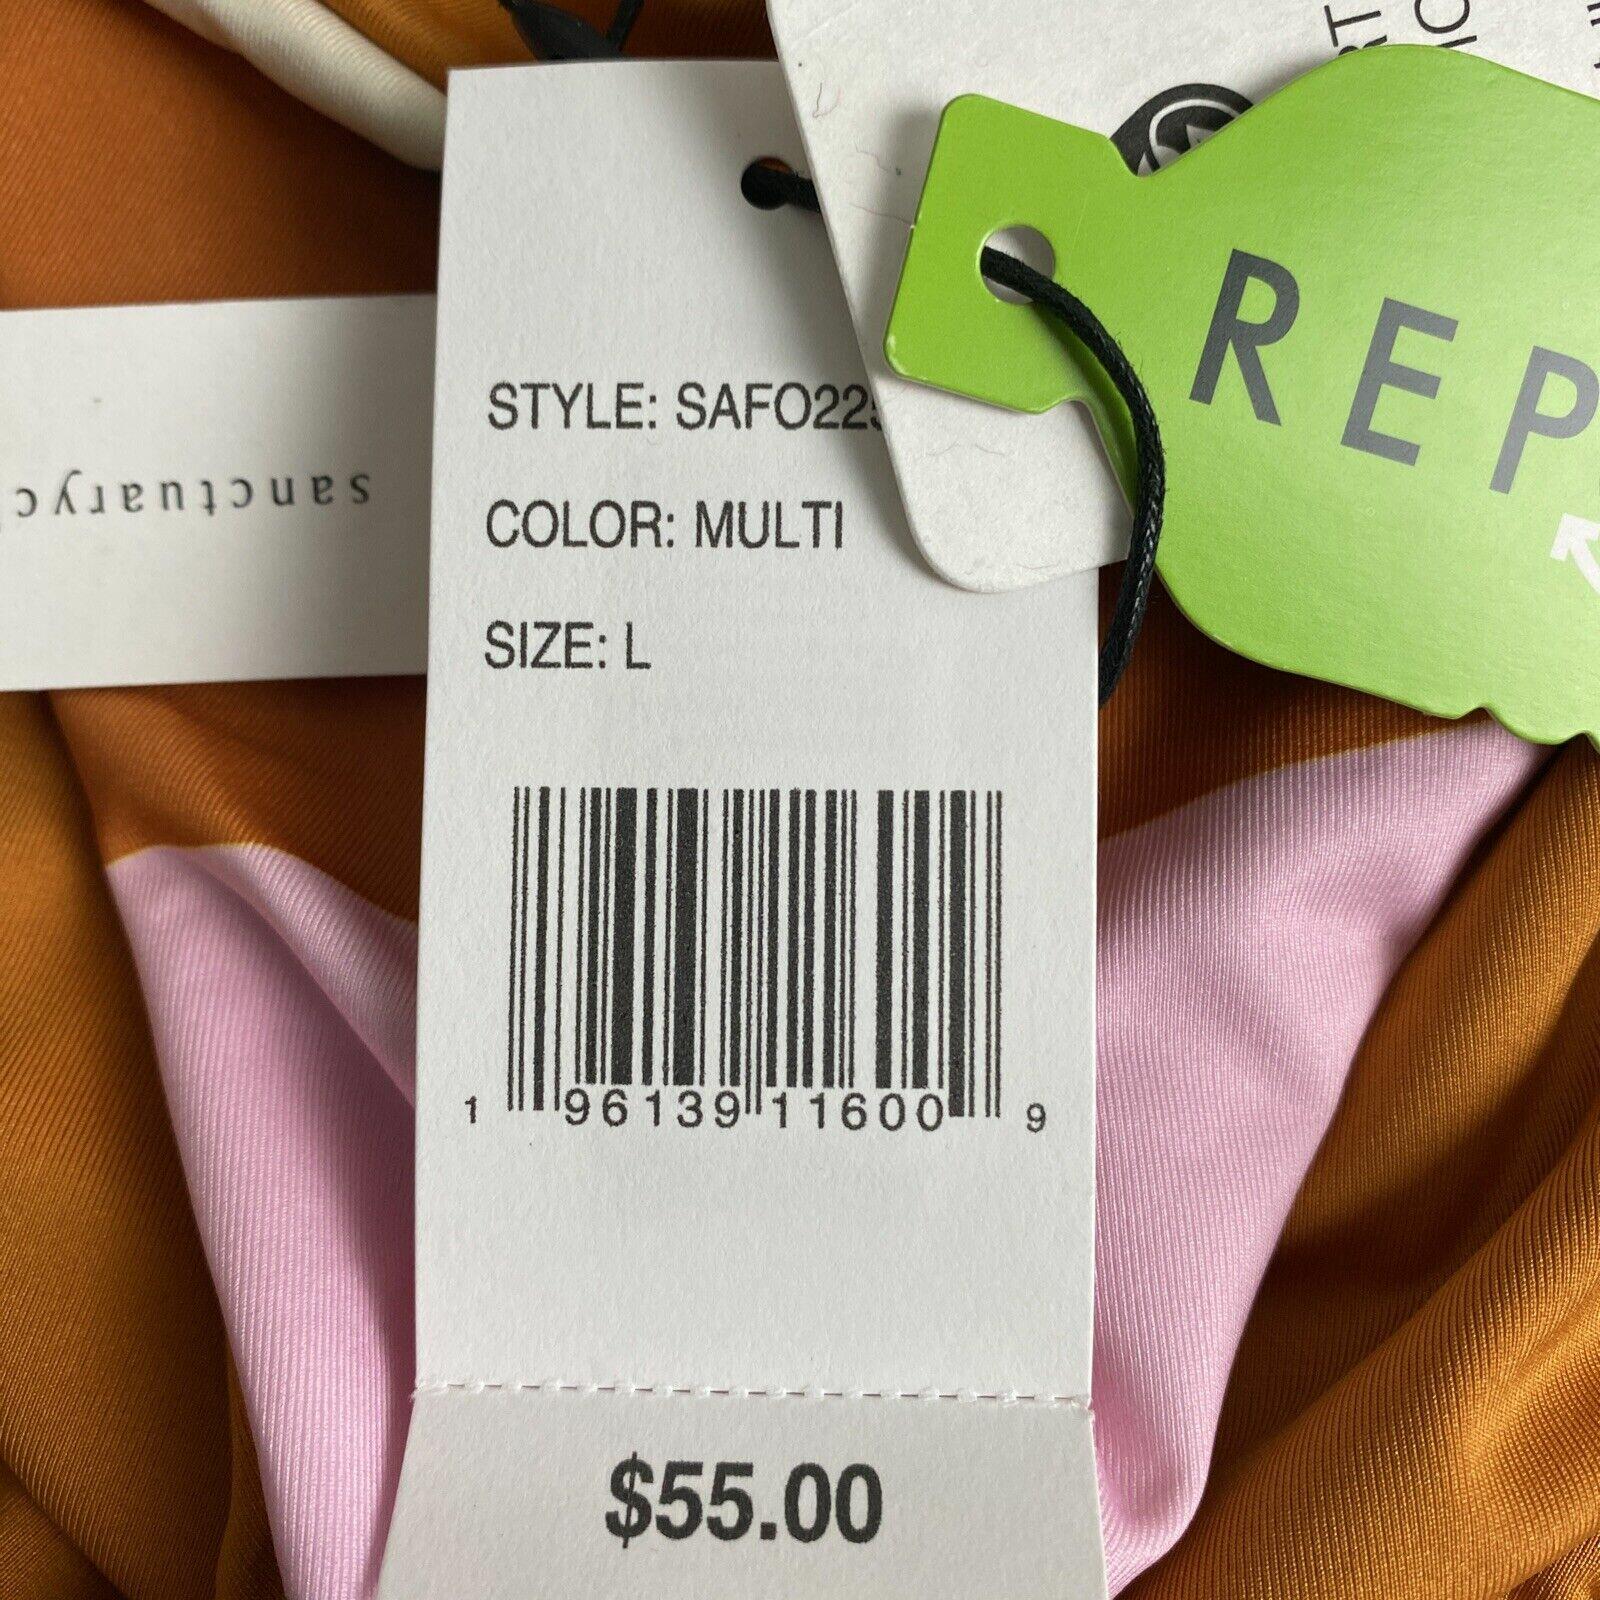 STYLE: SAFO225
COLOR: MULTI
SIZE: L
1 96139 11600 9
$55.00
sanctuaryc
REP